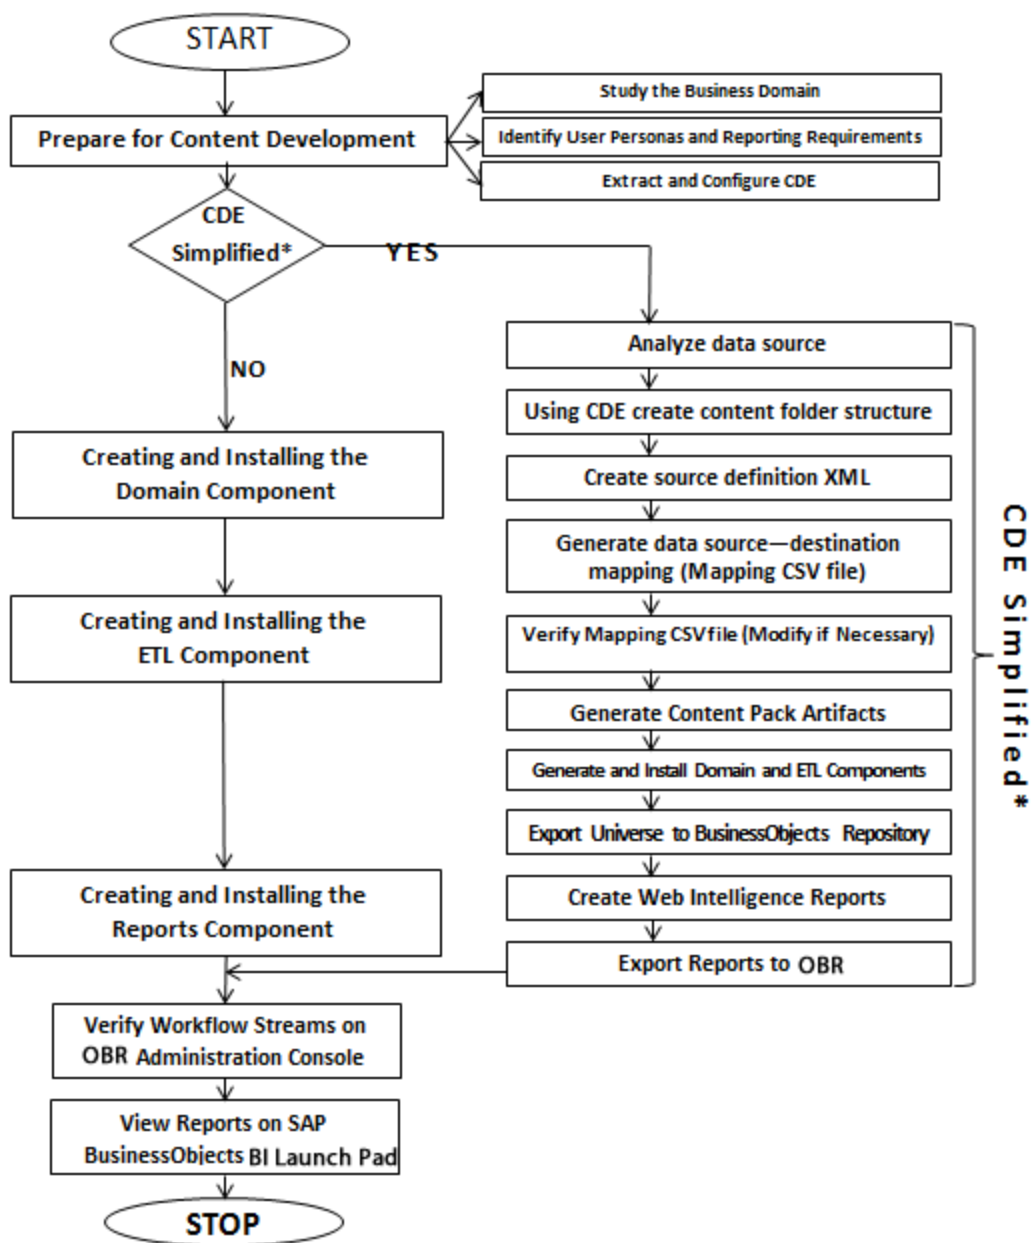 START
Prepare for Content Development
Study the Business Domain
Identify User Personas and Reporting Requirements
Extract and Configure CDE
CDE
Simplified*
YES
NO
Creating and Installing the
Domain Component
Creating and Installing the
ETL Component
Creating and Installing the
Reports Component
Analyze data source
Using CDE create content folder structure
Create source definition XML
Generate data source—destination
mapping (Mapping CSV file)
Verify Mapping CSV file (Modify if Necessary)
Generate Content Pack Artifacts
Generate and Install Domain and ETL Components
Export Universe to BusinessObjects Repository
Create Web Intelligence Reports
Export Reports to OBR
CDE Simplified*
Verify Workflow Streams on
OBR Administration Console
View Reports on SAP
BusinessObjects BI Launch Pad
STOP